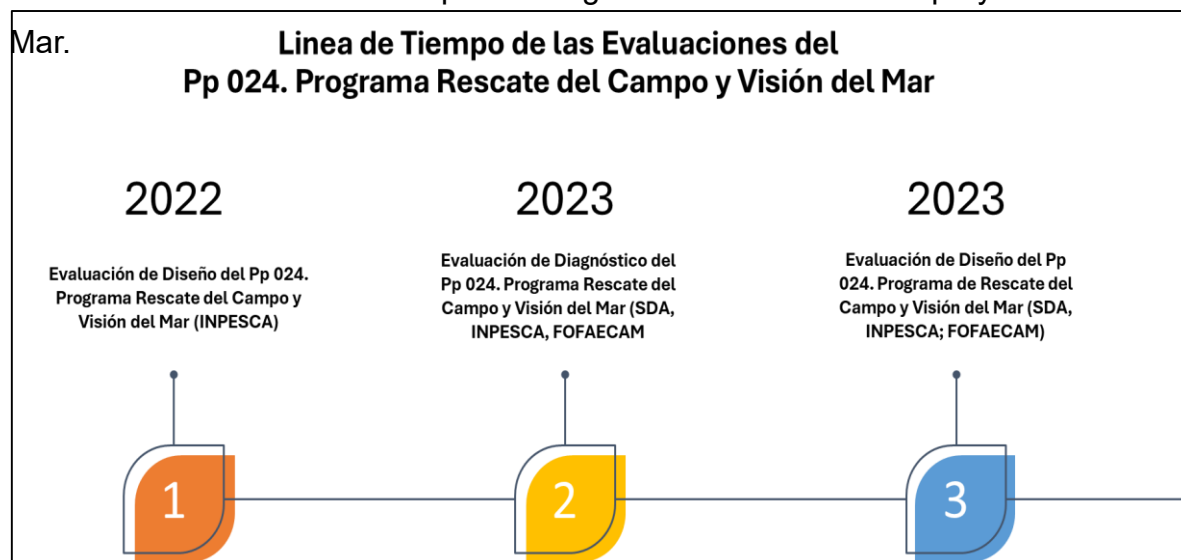 Mar.
Linea de Tiempo de las Evaluaciones del
Pp 024. Programa Rescate del Campo y Visión del Mar
2022
Evaluación de Diseño del Pp 024.
Programa Rescate del Campo y
Visión del Mar (INPESCA)
2023
Evaluación de Diagnóstico del
Pp 024. Programa Rescate del
Campo y Visión del Mar (SDA,
INPESCA, FOFAECAM
2023
Evaluación de Diseño del Pp
024. Programa de Rescate del
Campo y Visión del Mar (SDA,
INPESCA; FOFAECAM)
1
2
3